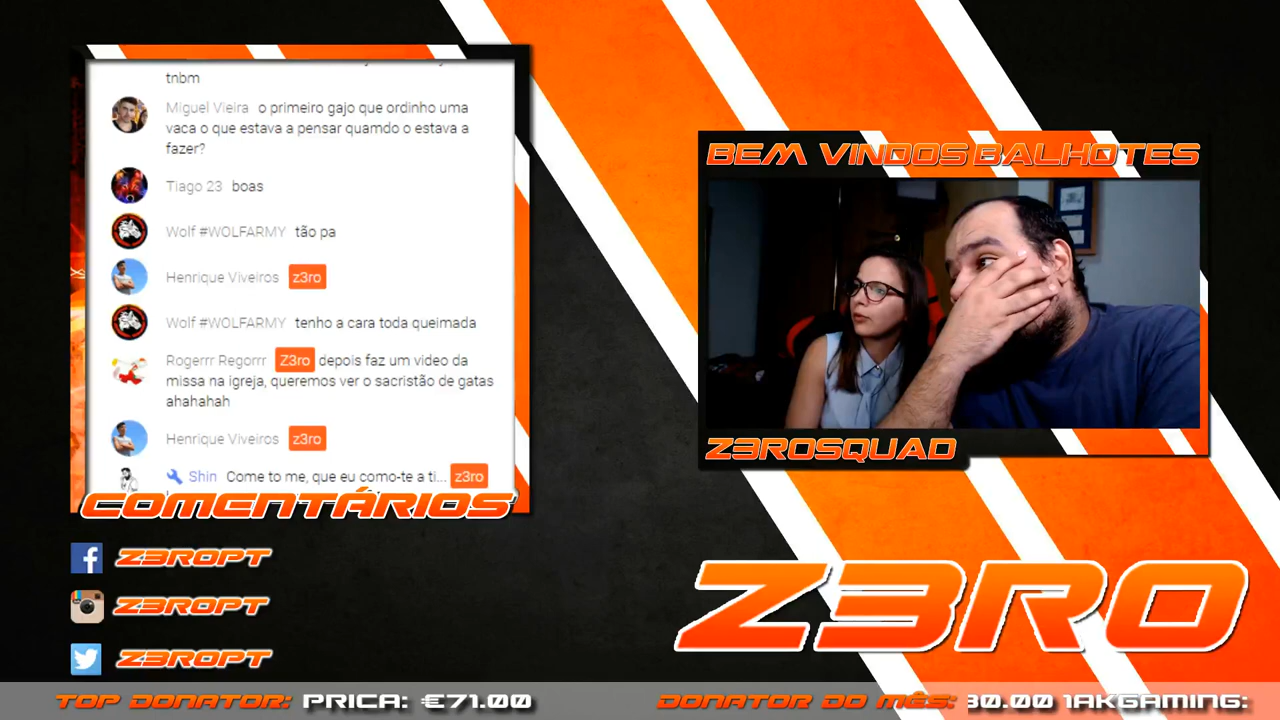 tnbm
Miguel Vieira o primeiro gajo que ordinho uma
vaca o que estava a pensar quamdo o estava a
fazer?
Tiago 23 boas
Wolf #WOLFARMY tão pa
Henrique Viveiros z3ro
Wolf #WOLFARMY tenho a cara toda queimada
Rogerrr Regorrr Z3ro depois faz um video da
missa na igreja, queremos ver o sacristão de gatas
ahahahah
Henrique Viveiros z3ro
Shin Come to me, que eu como-te a ti... z3ro
COMENTÁRIOS
Z3ROPT
Z3ROPT
Z3ROPT
BEM VINDOS BALHOTES
Z3ROSQUAD
Z3RO
TOP DONATOR: PRICA: €71.00
DONATOR DO MÊS: 30.00 1AKGAMING: